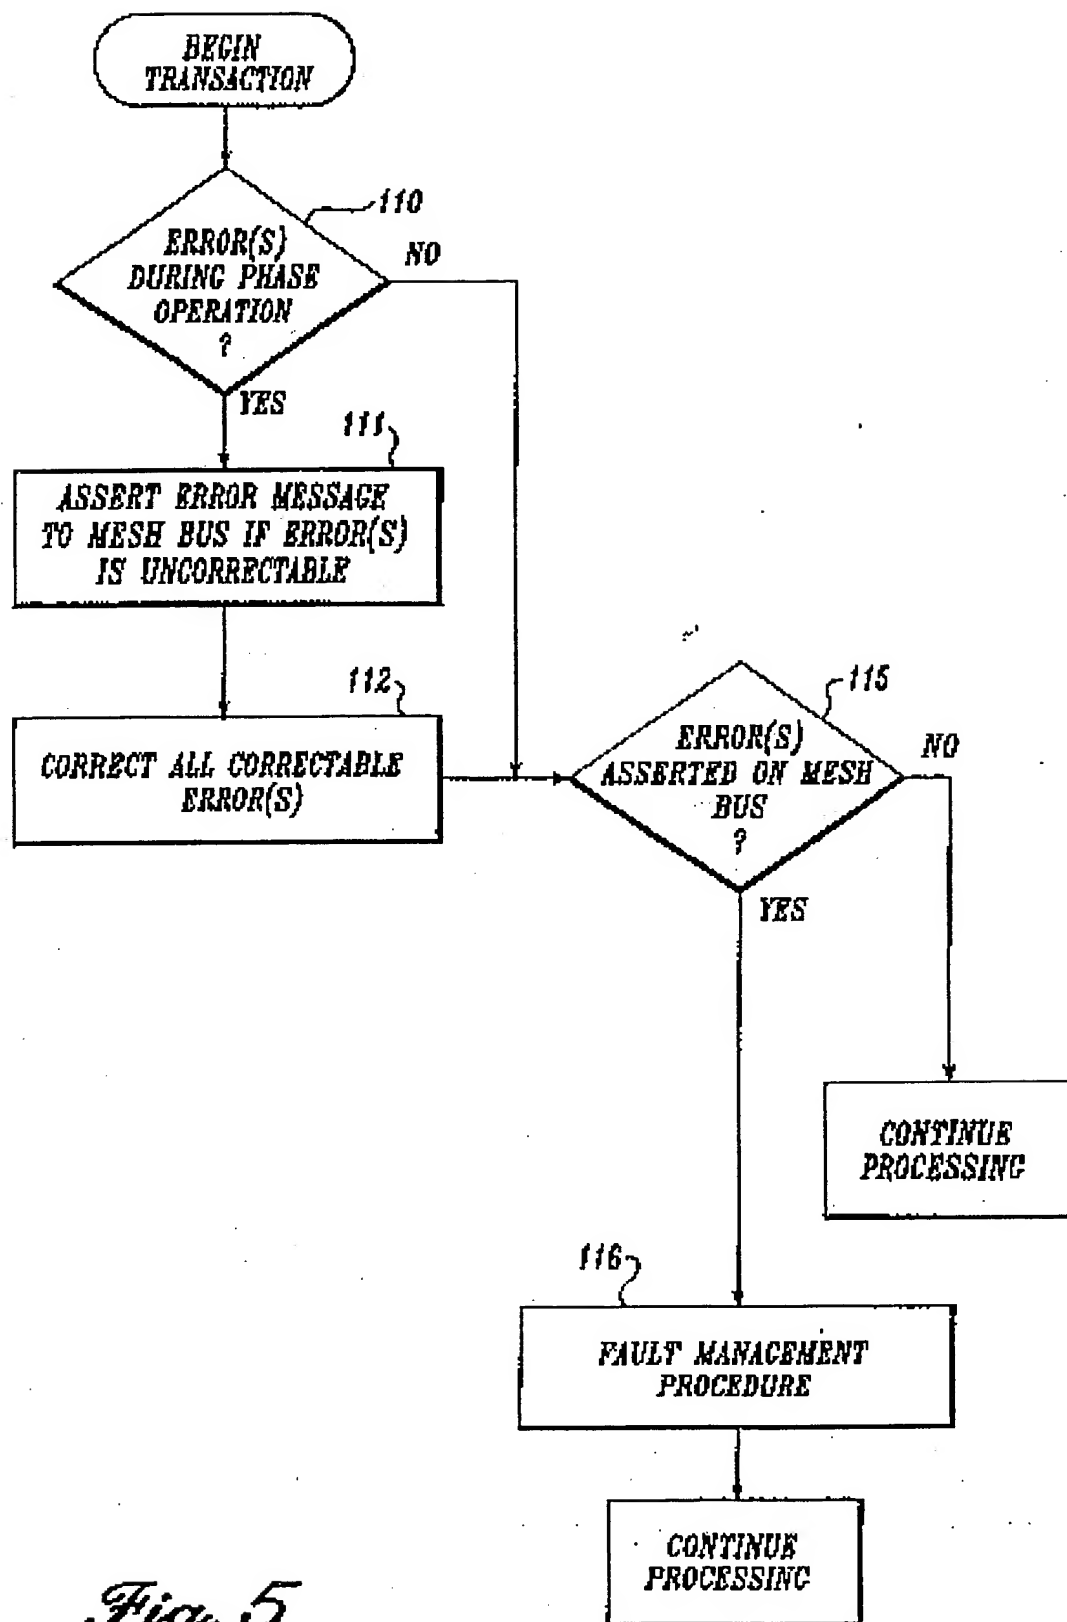 BEGIN
TRANSACTION
110
ERROR(S)
DURING PHASE
OPERATION
?
NO
YES
111
ASSERT ERROR MESSAGE
TO MESH BUS IF ERROR(S)
IS UNCORRECTABLE
112
CORRECT ALL CORRECTABLE
ERROR(S)
115
ERROR(S)
ASSERTED ON MESH
BUS
?
NO
YES
CONTINUE
PROCESSING
116
FAULT MANAGEMENT
PROCEDURE
CONTINUE
PROCESSING
Fig. 5